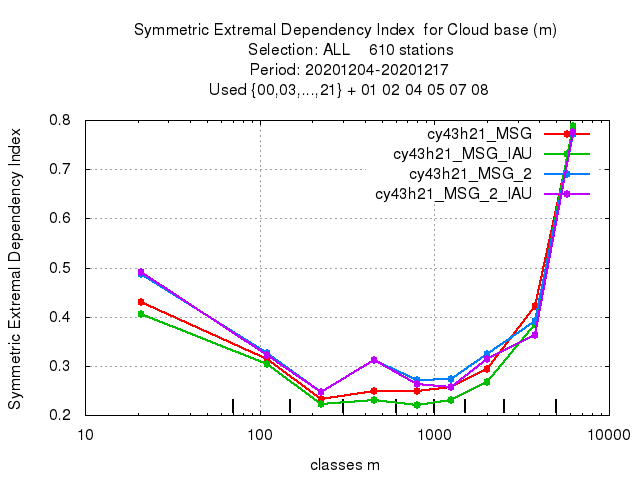 Symmetric Extremal Dependency Index  for Cloud base (m)
Selection: ALL    610 stations
Period: 20201204-20201217
Used {00,03,...,21} + 01 02 04 05 07 08
Symmetric Extremal Dependency Index
0.8
0.7
0.6
0.5
0.4
0.3
0.2
cy43h21_MSG
cy43h21_MSG_IAU
cy43h21_MSG_2
cy43h21_MSG_2_IAU
10 100 1000 10000
classes m